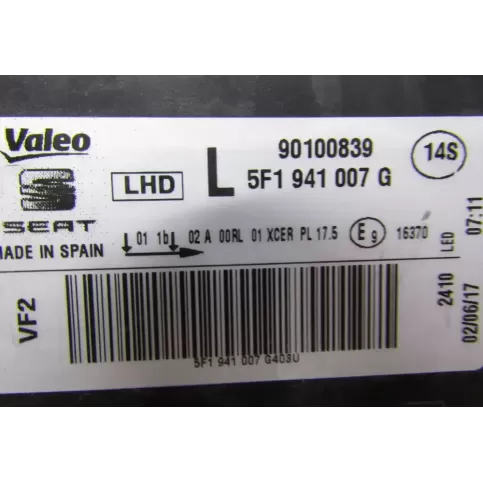 Valeo
90100839
14S
LHD
L
5F1 941 007 G
SEAT
MADE IN SPAIN
01 1b 02 A 00RL 01 XCER PL 17.5 E9 16370
VF2
2410 LED
02/06/17 07:11
5F1 941 007 G403U